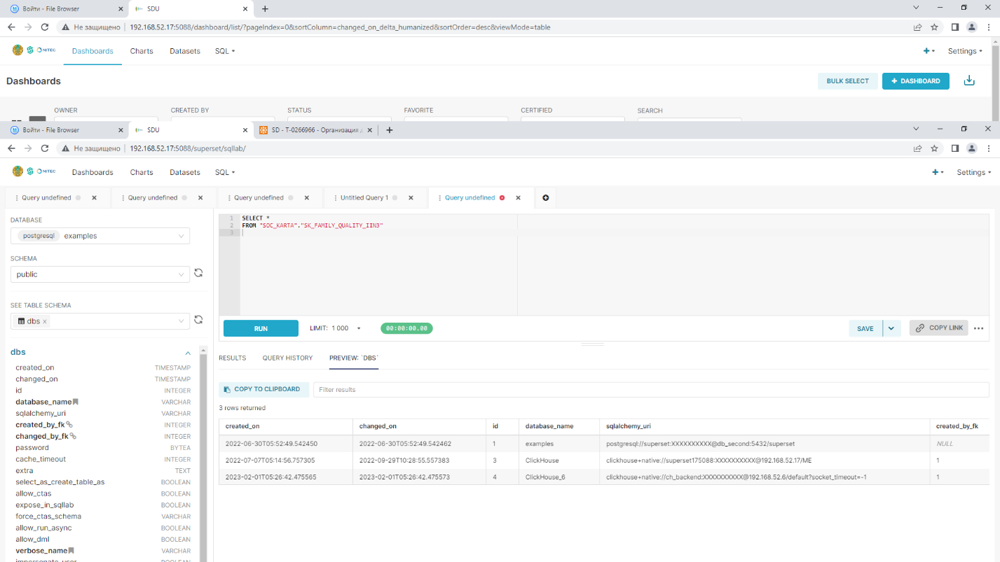 Войти - File Browser
SDU
Не защищено
192.168.52.17:5088/dashboard/list/?pageIndex=0&sortColumn=changed_on_delta_humanized&sortOrder=desc&viewMode=table
NITEC
Dashboards
Charts
Datasets
SQL
Settings
Dashboards
BULK SELECT
+ DASHBOARD
OWNER
CREATED BY
STATUS
FAVORITE
CERTIFIED
SEARCH
Войти - File Browser
SDU
SD - T-0266966 - Организация
Не защищено
192.168.52.17:5088/superset/sqllab/
NITEC
Dashboards
Charts
Datasets
SQL
Settings
Query undefined
Query undefined
Query undefined
Untitled Query 1
Query undefined
DATABASE
postgresql examples
SCHEMA
public
SEE TABLE SCHEMA
dbs
dbs
created_on TIMESTAMP
changed_on TIMESTAMP
id INTEGER
database_name VARCHAR
sqlalchemy_uri VARCHAR
created_by_fk INTEGER
changed_by_fk INTEGER
password BYTEA
cache_timeout INTEGER
extra TEXT
select_as_create_table_as BOOLEAN
allow_ctas BOOLEAN
expose_in_sqllab BOOLEAN
force_ctas_schema VARCHAR
allow_run_async BOOLEAN
allow_dml BOOLEAN
verbose_name VARCHAR
impersonate_user BOOLEAN
1 SELECT *
2 FROM "SOC_KARTA"."SK_FAMILY_QUALITY_IIN3"
3
RUN
LIMIT: 1 000
00:00:00.00
SAVE
COPY LINK
RESULTS
QUERY HISTORY
PREVIEW: `DBS`
COPY TO CLIPBOARD
Filter results
3 rows returned
created_on changed_on id database_name sqlalchemy_uri created_by_fk
2022-06-30T05:52:49.542450 2022-06-30T05:52:49.542462 1 examples postgresql://superset:XXXXXXXXXX@db_second:5432/superset NULL
2022-07-07T05:14:56.757305 2022-09-29T10:28:55.557383 3 ClickHouse clickhouse+native://superset175088:XXXXXXXXXX@192.168.52.17/ME 1
2023-02-01T05:26:42.475565 2023-02-01T05:26:42.475573 4 ClickHouse_6 clickhouse+native://ch_backend:XXXXXXXXXX@192.168.52.6/default?socket_timeout=-1 1